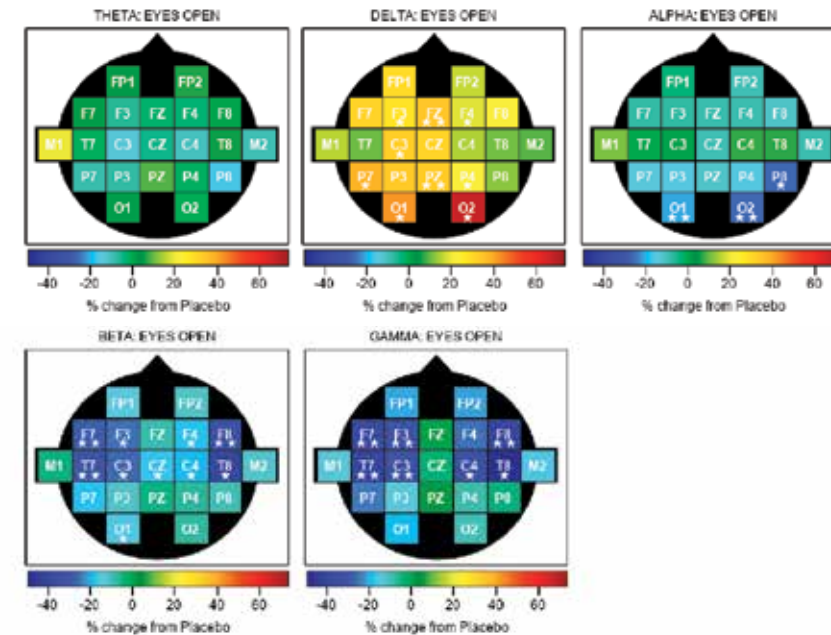 THETA: EYES OPEN
FP1 FP2
F7 F3 FZ F4 F8
M1 T7 C3 CZ C4 T8 M2
P7 P3 PZ P4 P8
O1 O2
-40 -20 0 20 40 60
% change from Placebo
DELTA: EYES OPEN
FP1 FP2
F7 F3 FZ F4 F8
M1 T7 C3 CZ C4 T8 M2
P7 P3 PZ P4 P8
O1 O2
-40 -20 0 20 40 60
% change from Placebo
ALPHA: EYES OPEN
FP1 FP2
F7 F3 FZ F4 F8
M1 T7 C3 CZ C4 T8 M2
P7 P3 PZ P4 P8
O1 O2
-40 -20 0 20 40 60
% change from Placebo
BETA: EYES OPEN
FP1 FP2
F7 F3 FZ F4 F8
M1 T7 C3 CZ C4 T8 M2
P7 P3 PZ P4 P8
O1 O2
-40 -20 0 20 40 60
% change from Placebo
GAMMA: EYES OPEN
FP1 FP2
F7 F3 FZ F4 F8
M1 T7 C3 CZ C4 T8 M2
P7 P3 PZ P4 P8
O1 O2
-40 -20 0 20 40 60
% change from Placebo